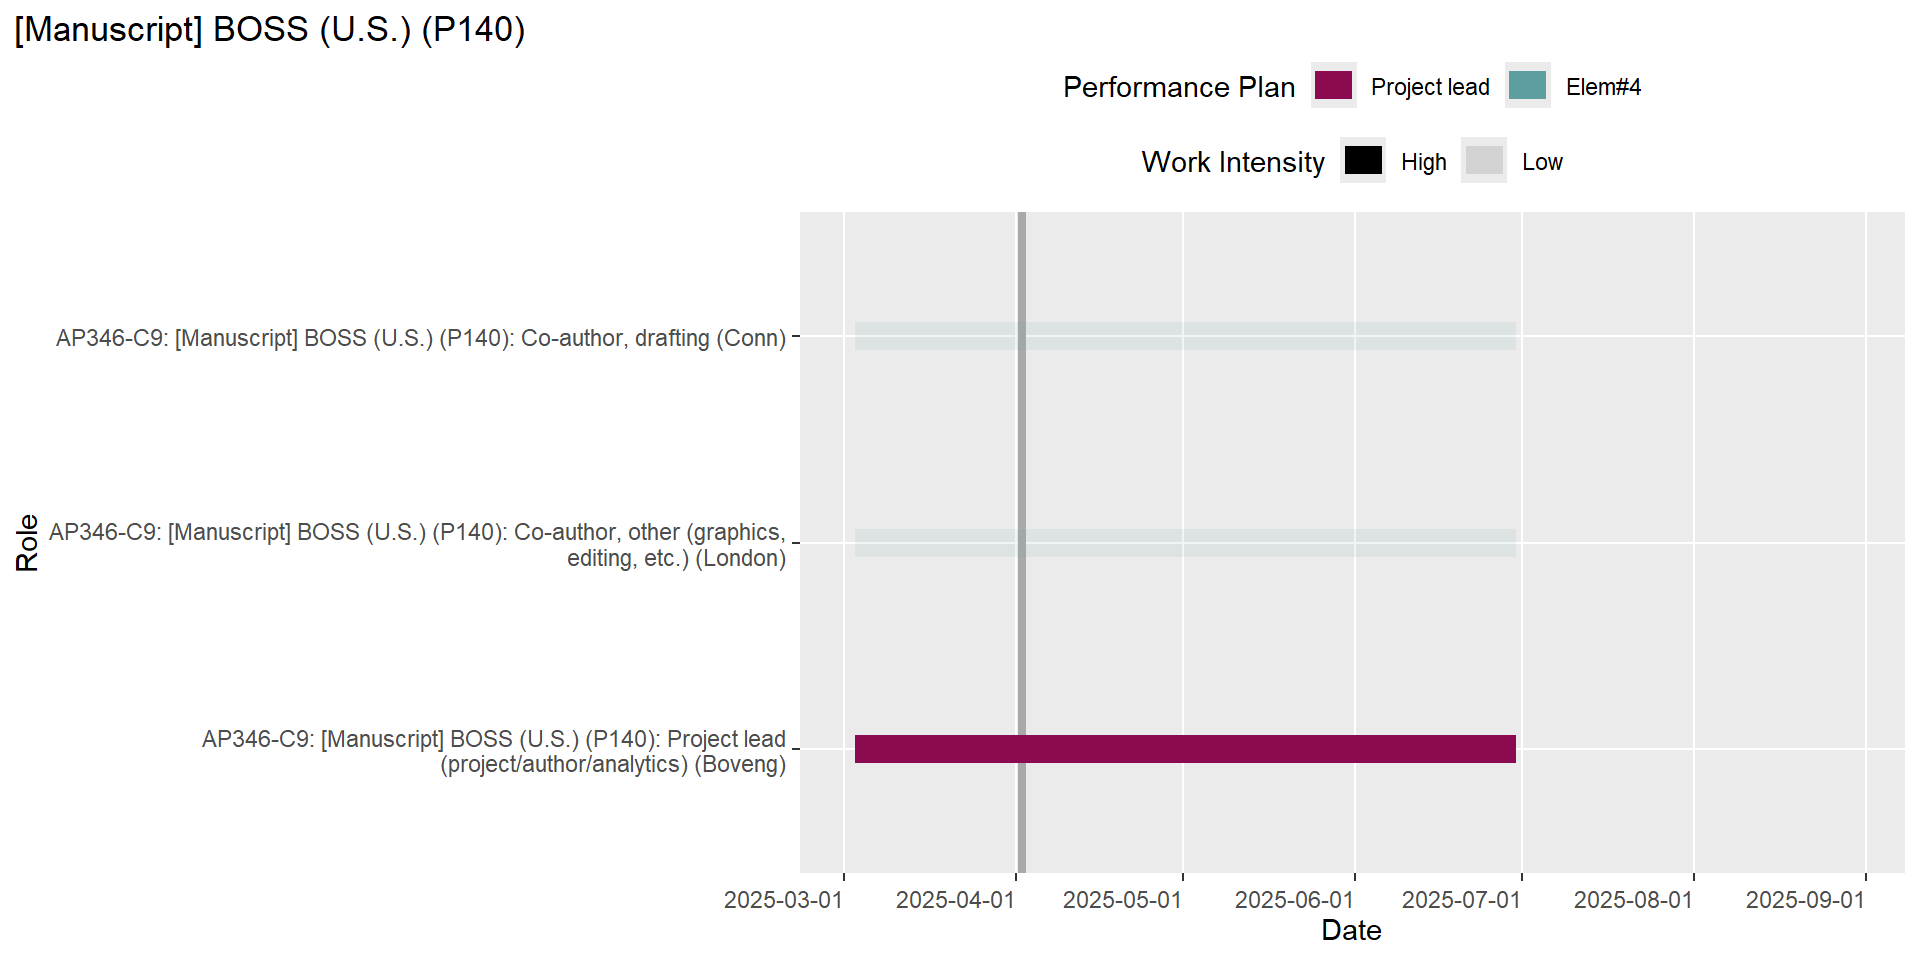 [Manuscript] BOSS (U.S.) (P140)
Performance Plan Project lead Elem#4
Work Intensity High Low
AP346-C9: [Manuscript] BOSS (U.S.) (P140): Co-author, drafting (Conn)
AP346-C9: [Manuscript] BOSS (U.S.) (P140): Co-author, other (graphics,
editing, etc.) (London)
AP346-C9: [Manuscript] BOSS (U.S.) (P140): Project lead
(project/author/analytics) (Boveng)
Role
2025-03-01 2025-04-01 2025-05-01 2025-06-01 2025-07-01 2025-08-01 2025-09-01
Date